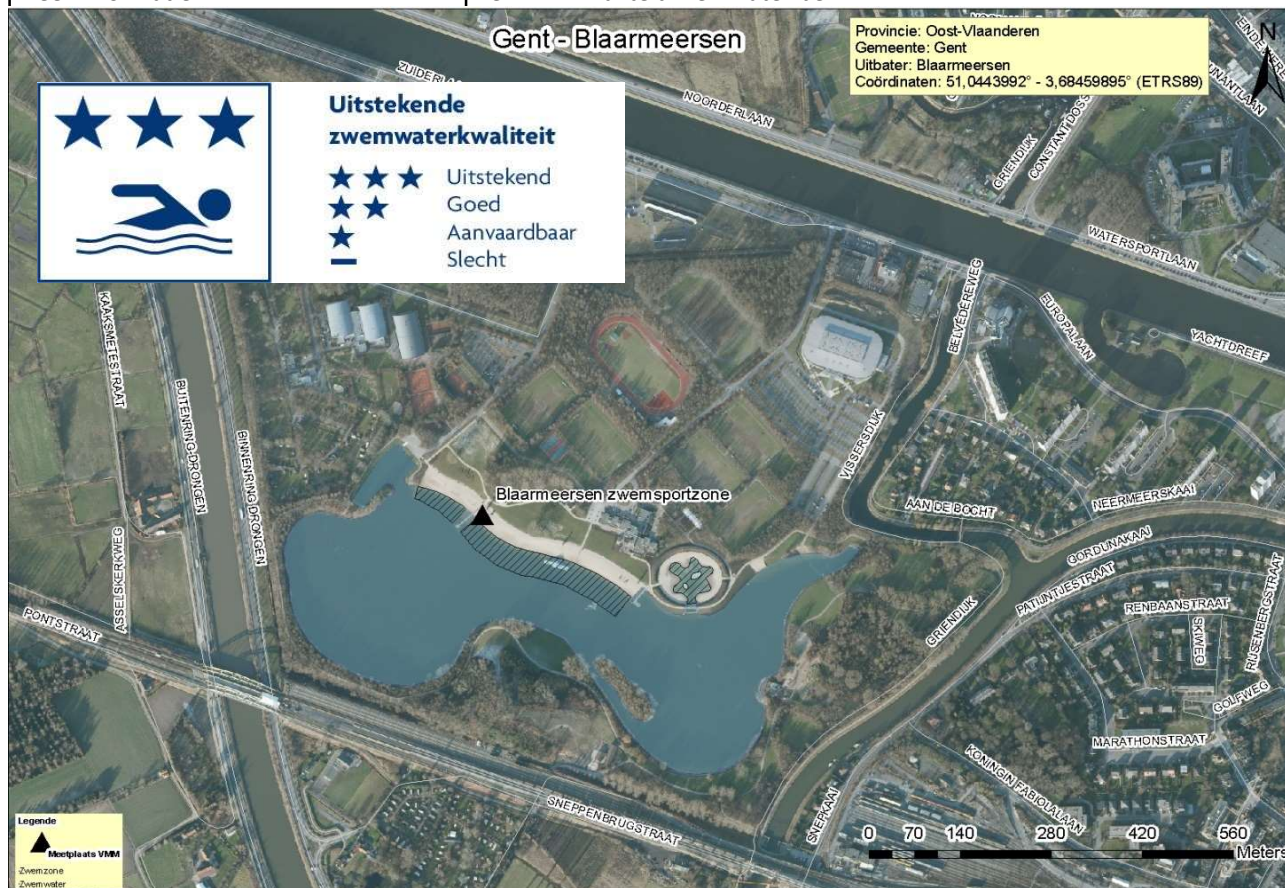 Gent - Blaarmeersen
Provincie: Oost-Vlaanderen
Gemeente: Gent
Uitbater: Blaarmeersen
Coördinaten: 51,0443992° - 3,68459895° (ETRS89)
N
Uitstekende
zwemwaterkwaliteit
Uitstekend
Goed
Aanvaardbaar
Slecht
NOORDERLAAN
GRIENDIJK
WATERSPORTLAAN
BELVÉDEREWEG
EUROPALAAN
YACHTDREEF
KAAKSMETESTRAAT
BUITENRING-DRONGEN
BINNENRING-DRONGEN
ASSELSKERKWEG
PONTSTRAAT
VISSERSDIJK
Blaarmeersen zwemsportzone
AAN DE BOCHT
NEERMEERSKAAI
GORDUNAKAAI
PATIJNTJESTRAAT
RENBAANSTRAAT
SKIWEG
RIJSENBERGSTRAAT
GOLFWEG
MARATHONSTRAAT
GRIENDIJK
KONINGIN FABIOLALAAN
SNEPPENBRUGSTRAAT
SNEPKAAI
0 70 140 280 420 560
Meters
Legende
Meetplaats VMM
Zwemzone
Zwemwater